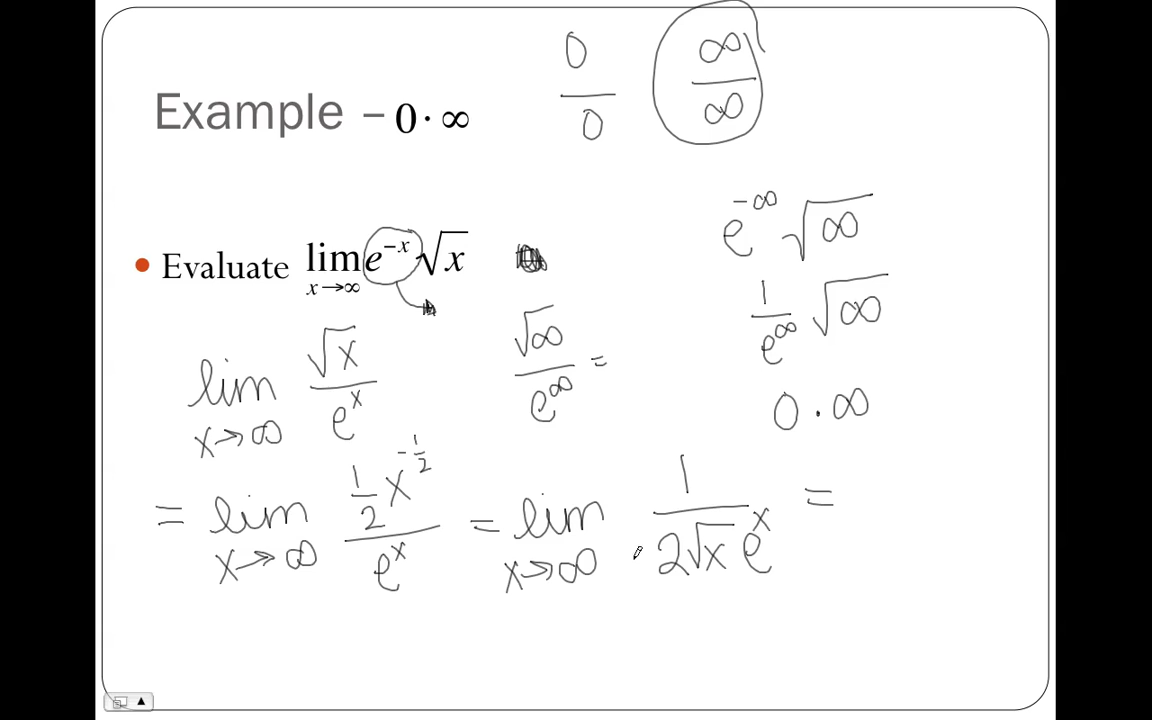 0/0 ∞/∞
Example – 0 · ∞
e^{-∞} √∞
Evaluate lim_{x→∞} e^{-x} √x
1/e^∞ √∞
lim_{x→∞} √x/e^x √∞/e^∞ =
0 · ∞
= lim_{x→∞} (1/2 x^{-1/2})/e^x = lim_{x→∞} 1/(2√x e^x) =